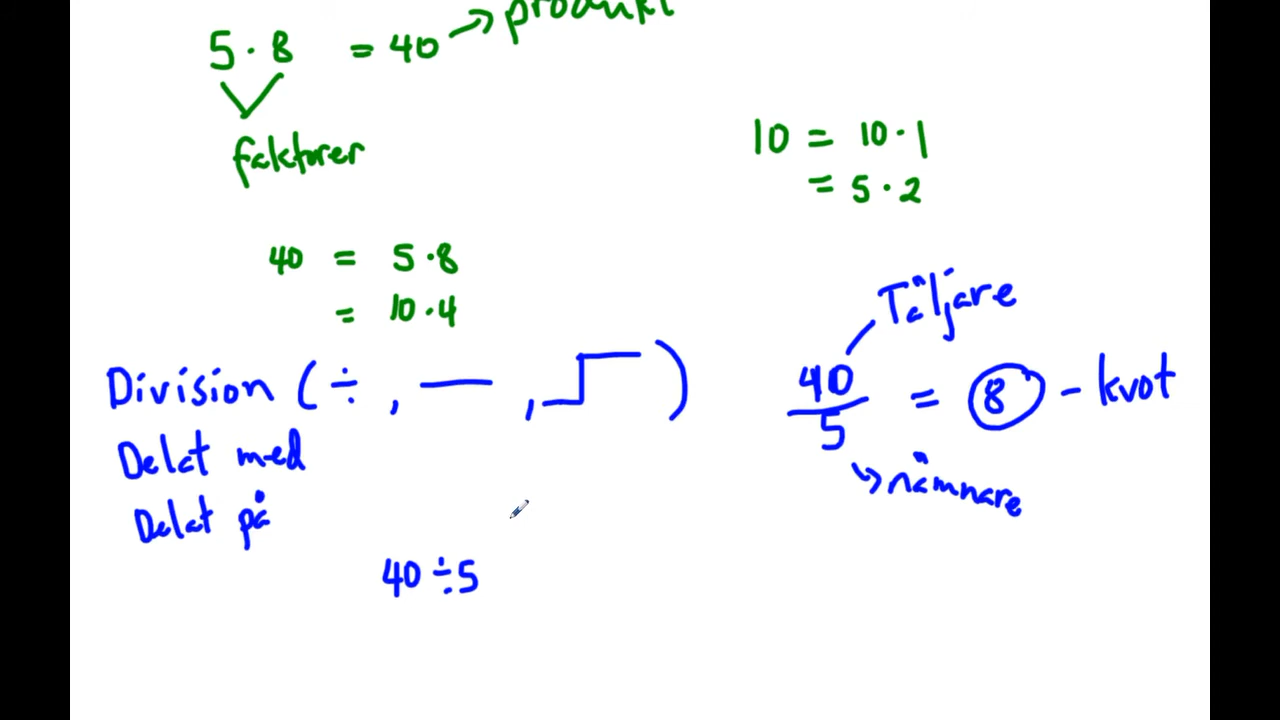 5 · 8 = 40 → produkt
faktorer
10 = 10 · 1
= 5 · 2
40 = 5 · 8
= 10 · 4
Täljare
Division ( ÷ , — , )
40
5
= 8 - kvot
Delat med
nämnare
Delat på
40 ÷ 5